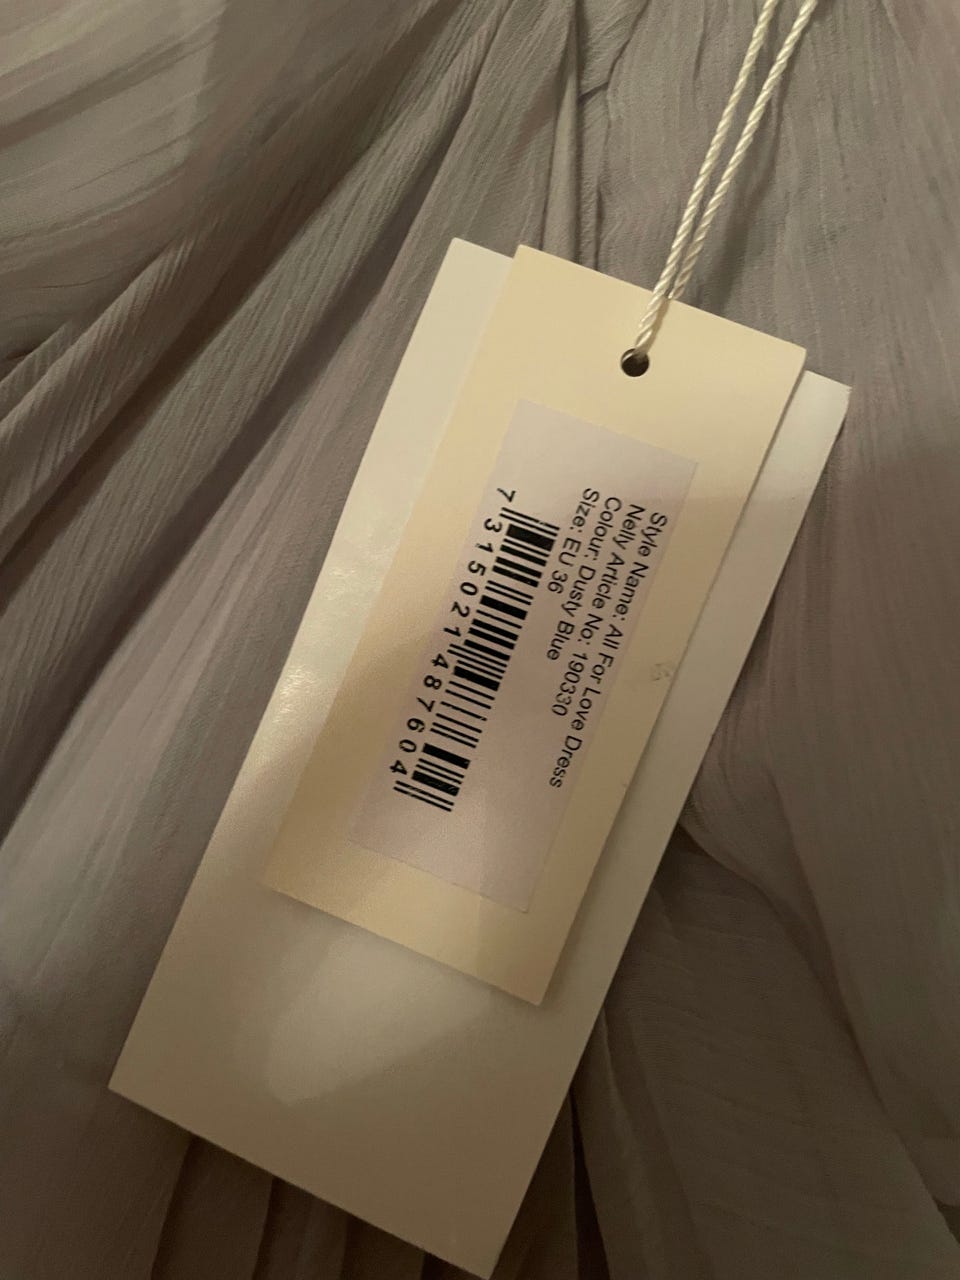 Style Name: All For Love Dress
Nelly Article No: 190330
Colour: Dusty Blue
Size: EU 36
7 315021 487604